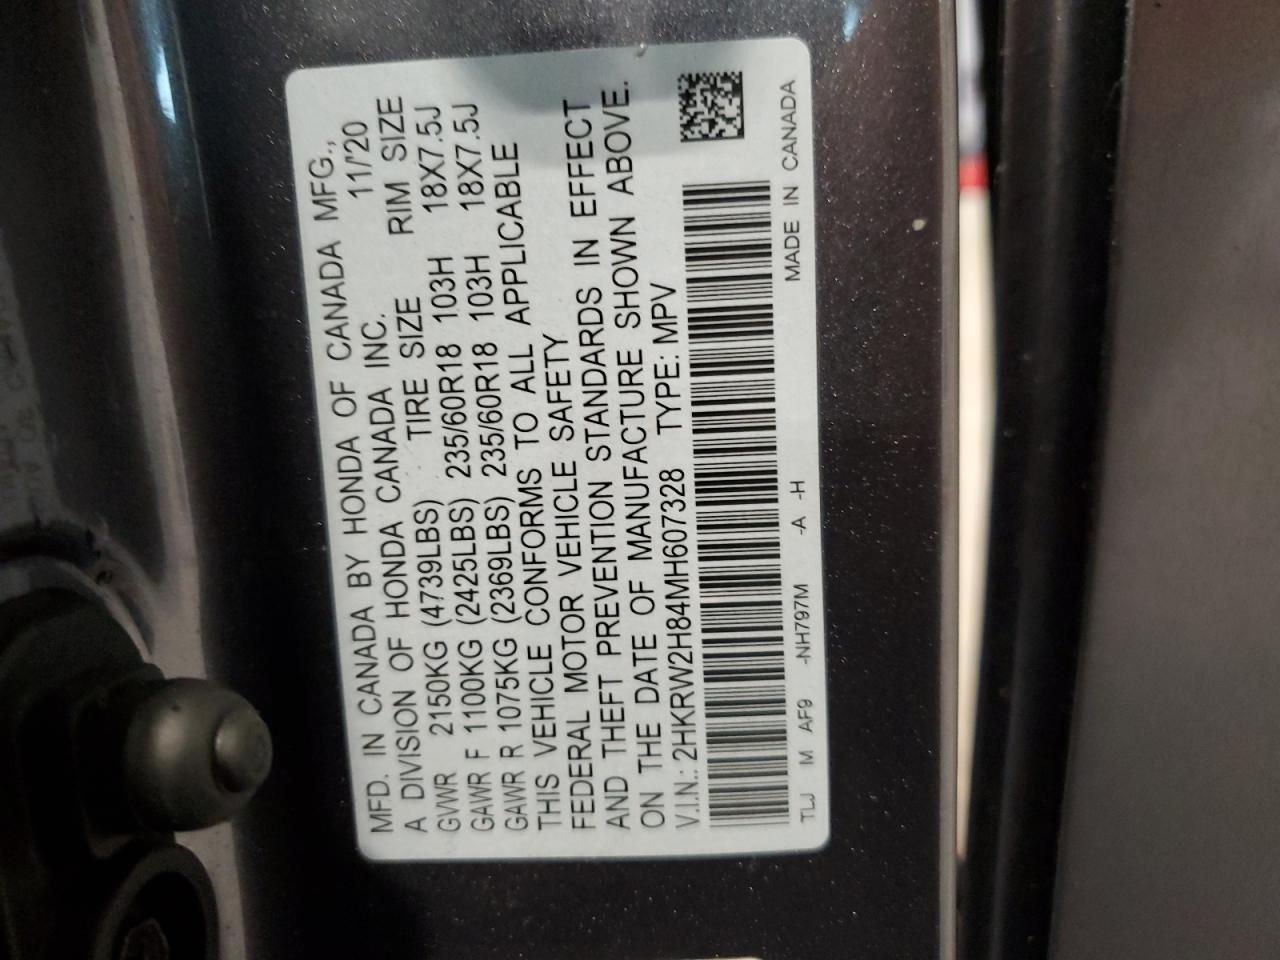 MFD. IN CANADA BY HONDA OF CANADA MFG.,
A DIVISION OF HONDA CANADA INC. 11/'20
TIRE SIZE RIM SIZE
GVWR 2150KG (4739LBS) 235/60R18 103H 18X7.5J
GAWR F 1100KG (2425LBS) 235/60R18 103H 18X7.5J
GAWR R 1075KG (2369LBS)
THIS VEHICLE CONFORMS TO ALL APPLICABLE
FEDERAL MOTOR VEHICLE SAFETY
AND THEFT PREVENTION STANDARDS IN EFFECT
ON THE DATE OF MANUFACTURE SHOWN ABOVE.
V.I.N.: 2HKRW2H84MH607328 TYPE: MPV
TLJ M AF9 -NH797M -A -H MADE IN CANADA